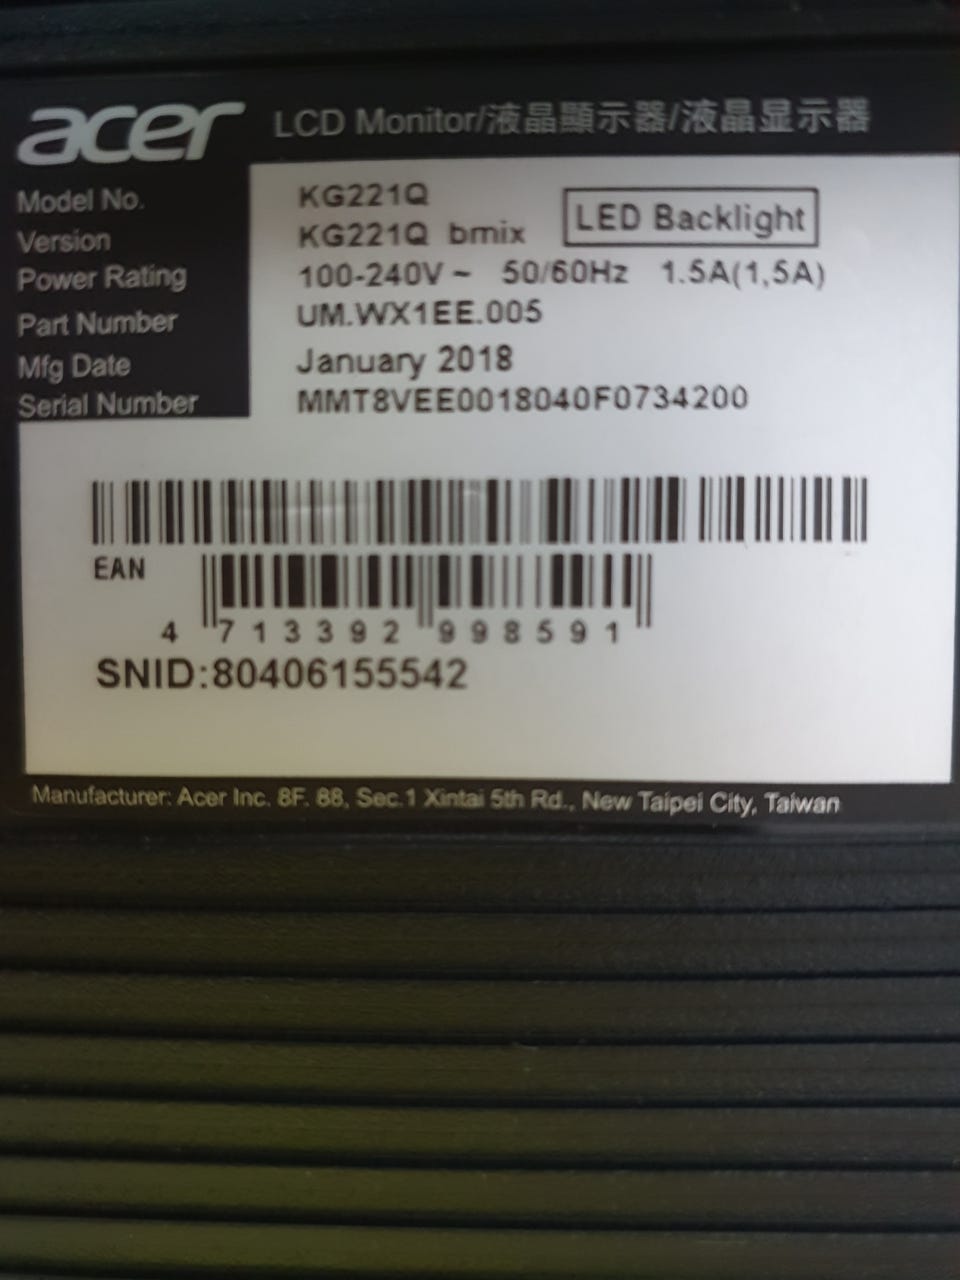 acer LCD Monitor/液晶顯示器/液晶显示器
Model No. KG221Q
Version KG221Q bmix LED Backlight
Power Rating 100-240V ~ 50/60Hz 1.5A(1,5A)
Part Number UM.WX1EE.005
Mfg Date January 2018
Serial Number MMT8VEE0018040F0734200
EAN
4 713392 998591
SNID:80406155542
Manufacturer: Acer Inc. 8F. 88, Sec.1 Xintai 5th Rd., New Taipei City, Taiwan